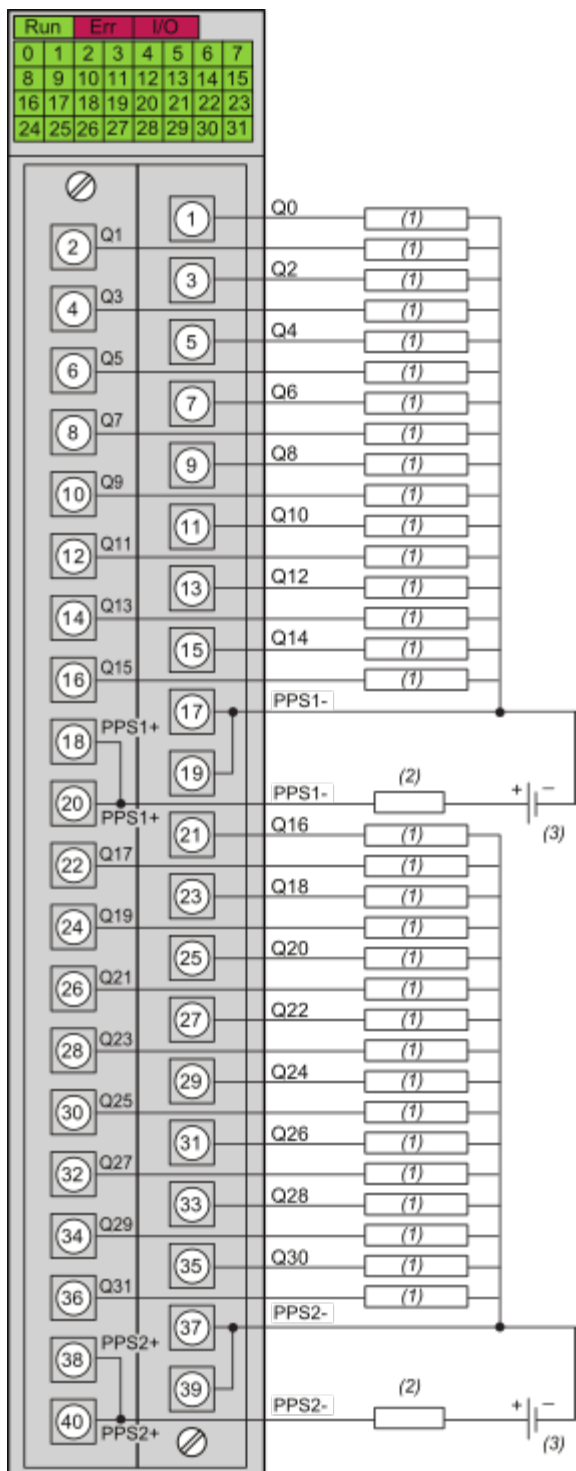 Run Err I/O
0 1 2 3 4 5 6 7
8 9 10 11 12 13 14 15
16 17 18 19 20 21 22 23
24 25 26 27 28 29 30 31
1 Q0 (1)
2 Q1 (1)
3 Q2 (1)
4 Q3 (1)
5 Q4 (1)
6 Q5 (1)
7 Q6 (1)
8 Q7 (1)
9 Q8 (1)
10 Q9 (1)
11 Q10 (1)
12 Q11 (1)
13 Q12 (1)
14 Q13 (1)
15 Q14 (1)
16 Q15 (1)
17 PPS1-
18 PPS1+
19
20 PPS1+ PPS1- (2) + − (3)
21 Q16 (1)
22 Q17 (1)
23 Q18 (1)
24 Q19 (1)
25 Q20 (1)
26 Q21 (1)
27 Q22 (1)
28 Q23 (1)
29 Q24 (1)
30 Q25 (1)
31 Q26 (1)
32 Q27 (1)
33 Q28 (1)
34 Q29 (1)
35 Q30 (1)
36 Q31 (1)
37 PPS2-
38 PPS2+
39
40 PPS2+ PPS2- (2) + − (3)